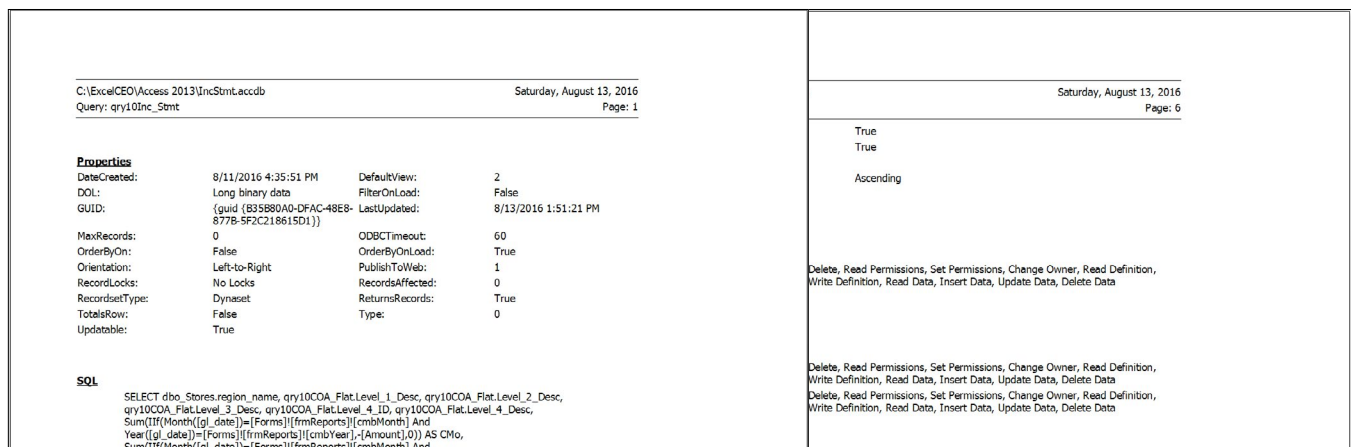 C:\ExcelCEO\Access 2013\IncStmt.accdb Saturday, August 13, 2016
Query: qry10Inc_Stmt Page: 1
Properties
DateCreated: 8/11/2016 4:35:51 PM DefaultView: 2
DOL: Long binary data FilterOnLoad: False
GUID: {guid {B35B80A0-DFAC-48E8- LastUpdated: 8/13/2016 1:51:21 PM
877B-5F2C218615D1}}
MaxRecords: 0 ODBCTimeout: 60
OrderByOn: False OrderByOnLoad: True
Orientation: Left-to-Right PublishToWeb: 1
RecordLocks: No Locks RecordsAffected: 0
RecordsetType: Dynaset ReturnsRecords: True
TotalsRow: False Type: 0
Updatable: True
SQL
SELECT dbo_Stores.region_name, qry10COA_Flat.Level_1_Desc, qry10COA_Flat.Level_2_Desc,
qry10COA_Flat.Level_3_Desc, qry10COA_Flat.Level_4_ID, qry10COA_Flat.Level_4_Desc,
Sum(IIf(Month([gl_date])=[Forms]![frmReports]![cmbMonth] And
Year([gl_date])=[Forms]![frmReports]![cmbYear],-[Amount],0)) AS CMo,
Sum(IIf(Month([gl_date])=[Forms]![frmReports]![cmbMonth] And
Saturday, August 13, 2016
Page: 6
True
True
Ascending
Delete, Read Permissions, Set Permissions, Change Owner, Read Definition,
Write Definition, Read Data, Insert Data, Update Data, Delete Data
Delete, Read Permissions, Set Permissions, Change Owner, Read Definition,
Write Definition, Read Data, Insert Data, Update Data, Delete Data
Delete, Read Permissions, Set Permissions, Change Owner, Read Definition,
Write Definition, Read Data, Insert Data, Update Data, Delete Data